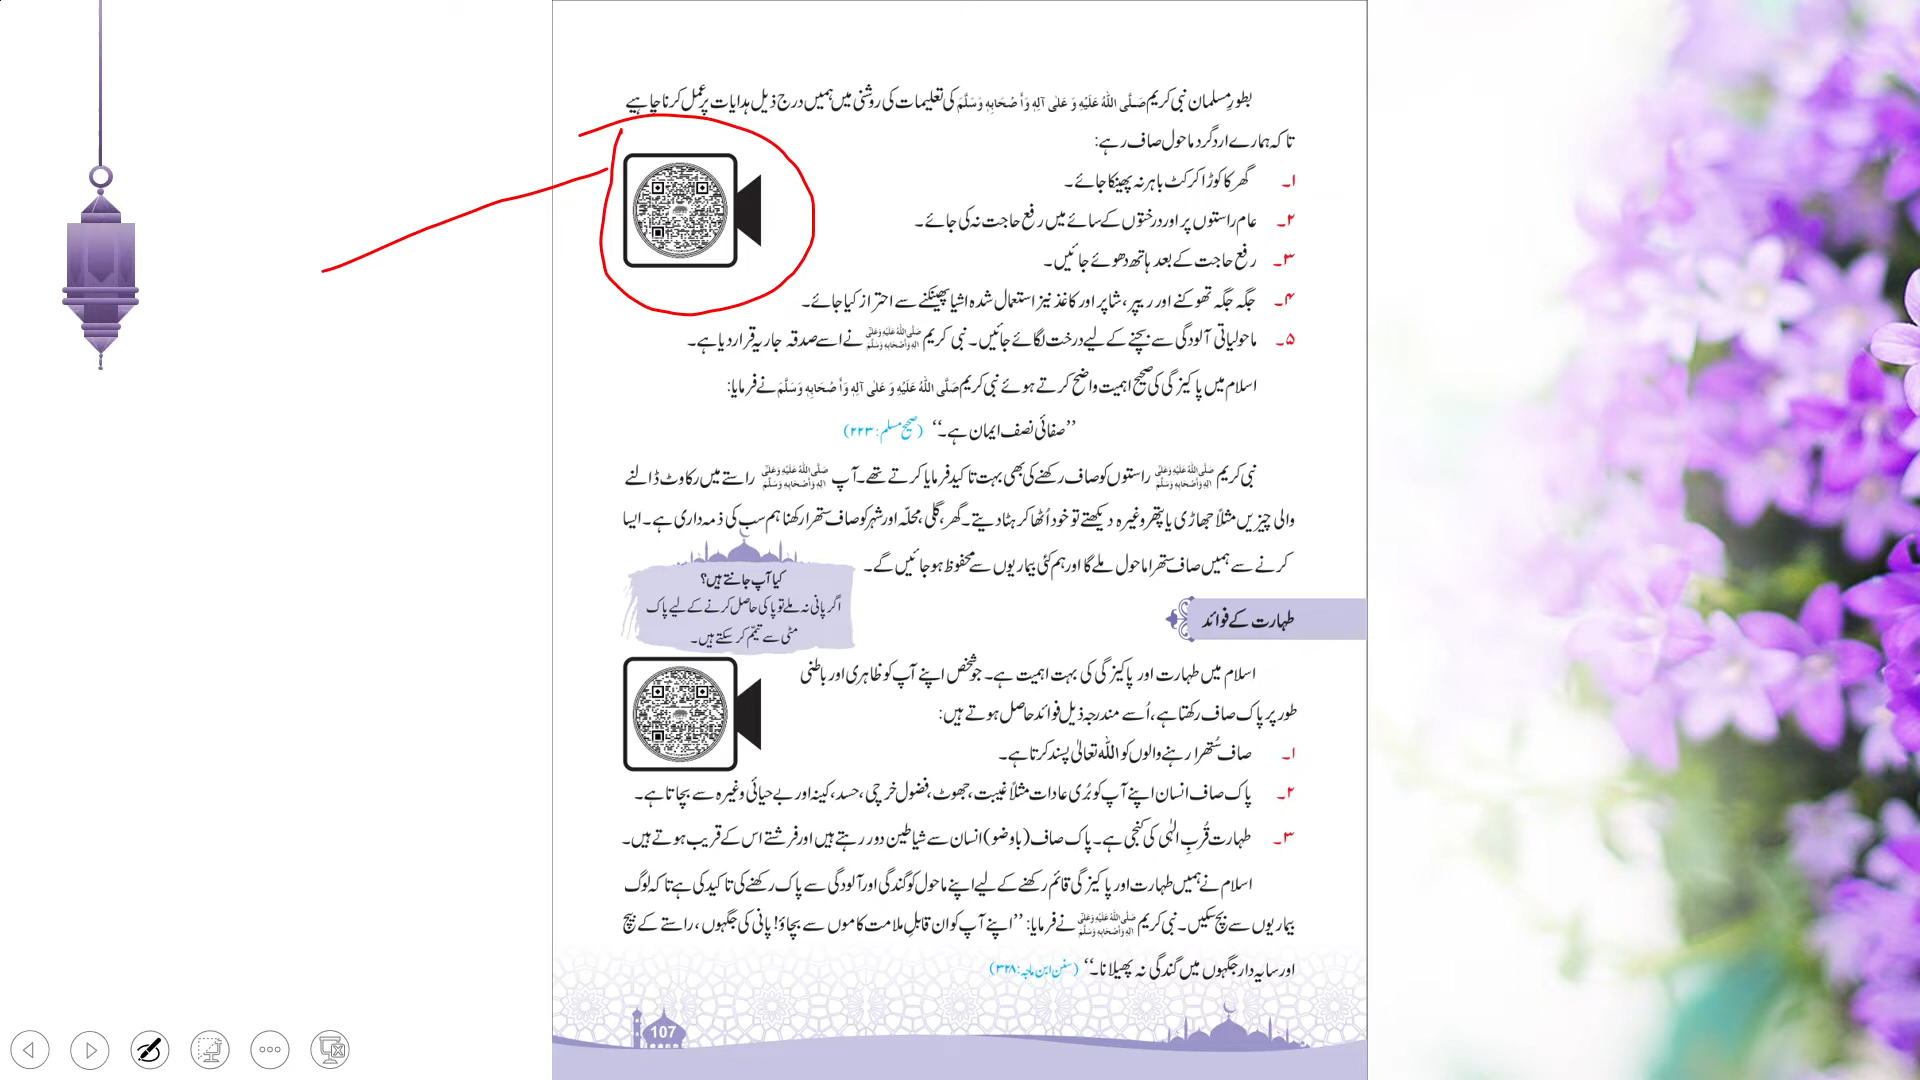 بطورِ مسلمان نبی کریم صَلَّی اللّٰهُ عَلَیْهِ وَ عَلٰی آلِهٖ وَأَصْحَابِهٖ وَسَلَّمَ کی تعلیمات کی روشنی میں ہمیں درج ذیل ہدایات پر عمل کرنا چاہیے
تاکہ ہمارے ارد گرد ماحول صاف رہے:
۱۔ گھر کا کوڑا کرکٹ باہر نہ پھینکا جائے۔
۲۔ عام راستوں پر اور درختوں کے سائے میں رفع حاجت نہ کی جائے۔
۳۔ رفع حاجت کے بعد ہاتھ دھوئے جائیں۔
۴۔ جگہ جگہ تھوکنے اور ریپر، شاپر اور کاغذ نیز استعمال شدہ اشیا پھینکنے سے احتراز کیا جائے۔
۵۔ ماحولیاتی آلودگی سے بچنے کے لیے درخت لگائے جائیں۔ نبی کریم صَلَّی اللّٰهُ عَلَیْهِ وَعَلٰی آلِهٖ وَأَصْحَابِهٖ وَسَلَّمَ نے اسے صدقہ جاریہ قرار دیا ہے۔
اسلام میں پاکیزگی کی صحیح اہمیت واضح کرتے ہوئے نبی کریم صَلَّی اللّٰهُ عَلَیْهِ وَ عَلٰی آلِهٖ وَأَصْحَابِهٖ وَسَلَّمَ نے فرمایا:
”صفائی نصف ایمان ہے۔“ (صحیح مسلم: ۲۲۳)
نبی کریم صَلَّی اللّٰهُ عَلَیْهِ وَعَلٰی آلِهٖ وَأَصْحَابِهٖ وَسَلَّمَ راستوں کو صاف رکھنے کی بھی بہت تاکید فرمایا کرتے تھے۔ آپ صَلَّی اللّٰهُ عَلَیْهِ وَعَلٰی آلِهٖ وَأَصْحَابِهٖ وَسَلَّمَ راستے میں رکاوٹ ڈالنے
والی چیزیں مثلاً جھاڑی یا پتھر وغیرہ دیکھتے تو خود اُٹھا کر ہٹا دیتے۔ گھر، گلی، محلّہ اور شہر کو صاف ستھرا رکھنا ہم سب کی ذمہ داری ہے۔ ایسا
کرنے سے ہمیں صاف ستھرا ماحول ملے گا اور ہم کئی بیماریوں سے محفوظ ہو جائیں گے۔
کیا آپ جانتے ہیں؟
اگر پانی نہ ملے تو پاکی حاصل کرنے کے لیے پاک
مٹی سے تیمّم کر سکتے ہیں۔
طہارت کے فوائد
اسلام میں طہارت اور پاکیزگی کی بہت اہمیت ہے۔ جو شخص اپنے آپ کو ظاہری اور باطنی
طور پر پاک صاف رکھتا ہے، اُسے مندرجہ ذیل فوائد حاصل ہوتے ہیں:
۱۔ صاف سُتھرا رہنے والوں کو اللّٰہ تعالیٰ پسند کرتا ہے۔
۲۔ پاک صاف انسان اپنے آپ کو بُری عادات مثلاً غیبت، جھوٹ، فضول خرچی، حسد، کینہ اور بے حیائی وغیرہ سے بچاتا ہے۔
۳۔ طہارت قُربِ الٰہی کی کنجی ہے۔ پاک صاف (باوضو) انسان سے شیاطین دور رہتے ہیں اور فرشتے اس کے قریب ہوتے ہیں۔
اسلام نے ہمیں طہارت اور پاکیزگی قائم رکھنے کے لیے اپنے ماحول کو گندگی اور آلودگی سے پاک رکھنے کی تاکید کی ہے تاکہ لوگ
بیماریوں سے بچ سکیں۔ نبی کریم صَلَّی اللّٰهُ عَلَیْهِ وَعَلٰی آلِهٖ وَأَصْحَابِهٖ وَسَلَّمَ نے فرمایا: ”اپنے آپ کو ان قابلِ ملامت کاموں سے بچاؤ! پانی کی جگہوں، راستے کے بیچ
اور سایہ دار جگہوں میں گندگی نہ پھیلانا۔“ (سنن ابن ماجہ: ۳۲۸)
107